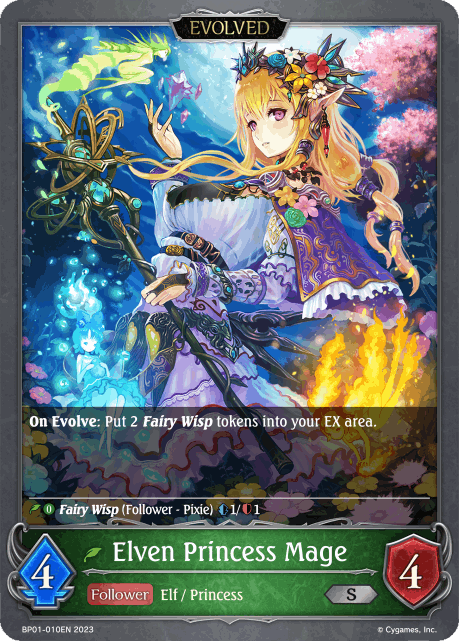 EVOLVED
On Evolve: Put 2 Fairy Wisp tokens into your EX area.
0 Fairy Wisp (Follower - Pixie) 1/1
Elven Princess Mage
4
4
Follower Elf / Princess
S
BP01-010EN 2023
© Cygames, Inc.